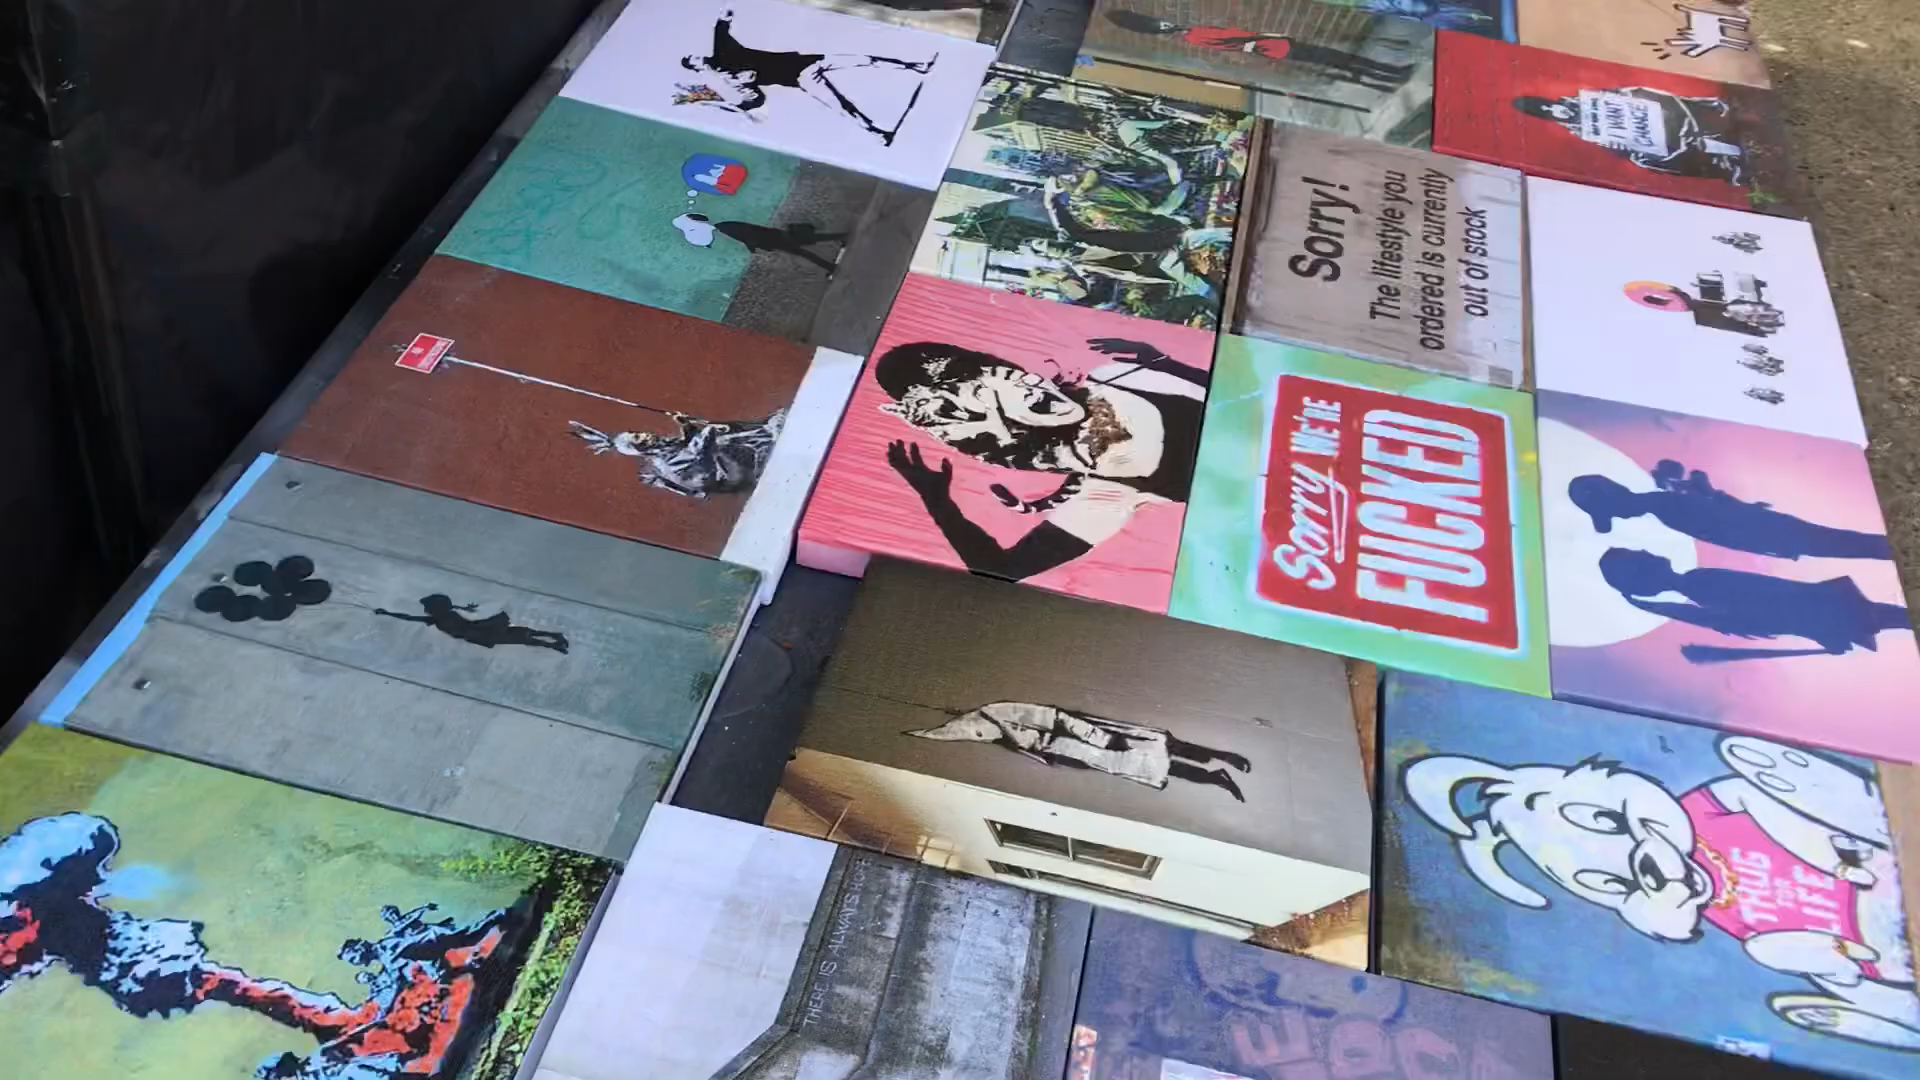 I WANT
CHANGE
Sorry!
The lifestyle you
ordered is currently
out of stock
Sorry WE'RE
FUCKED
THUG
FOR
LIFE
THERE IS ALWAYS HOPE